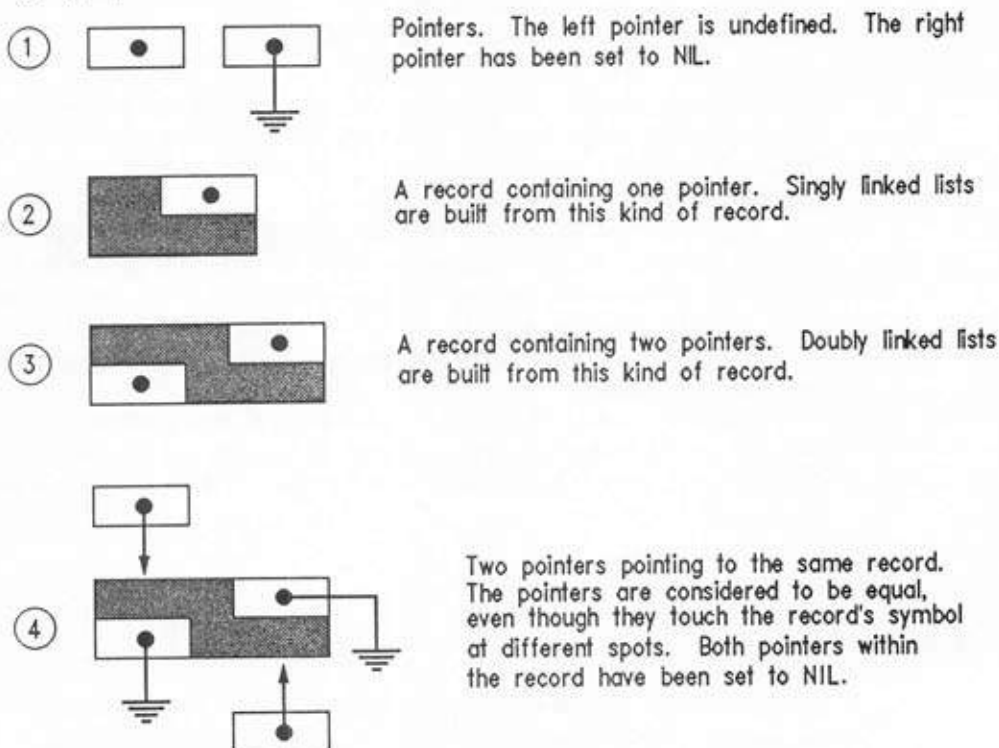 1
Pointers. The left pointer is undefined. The right
pointer has been set to NIL.
2
A record containing one pointer. Singly linked lists
are built from this kind of record.
3
A record containing two pointers. Doubly linked lists
are built from this kind of record.
4
Two pointers pointing to the same record.
The pointers are considered to be equal,
even though they touch the record's symbol
at different spots. Both pointers within
the record have been set to NIL.